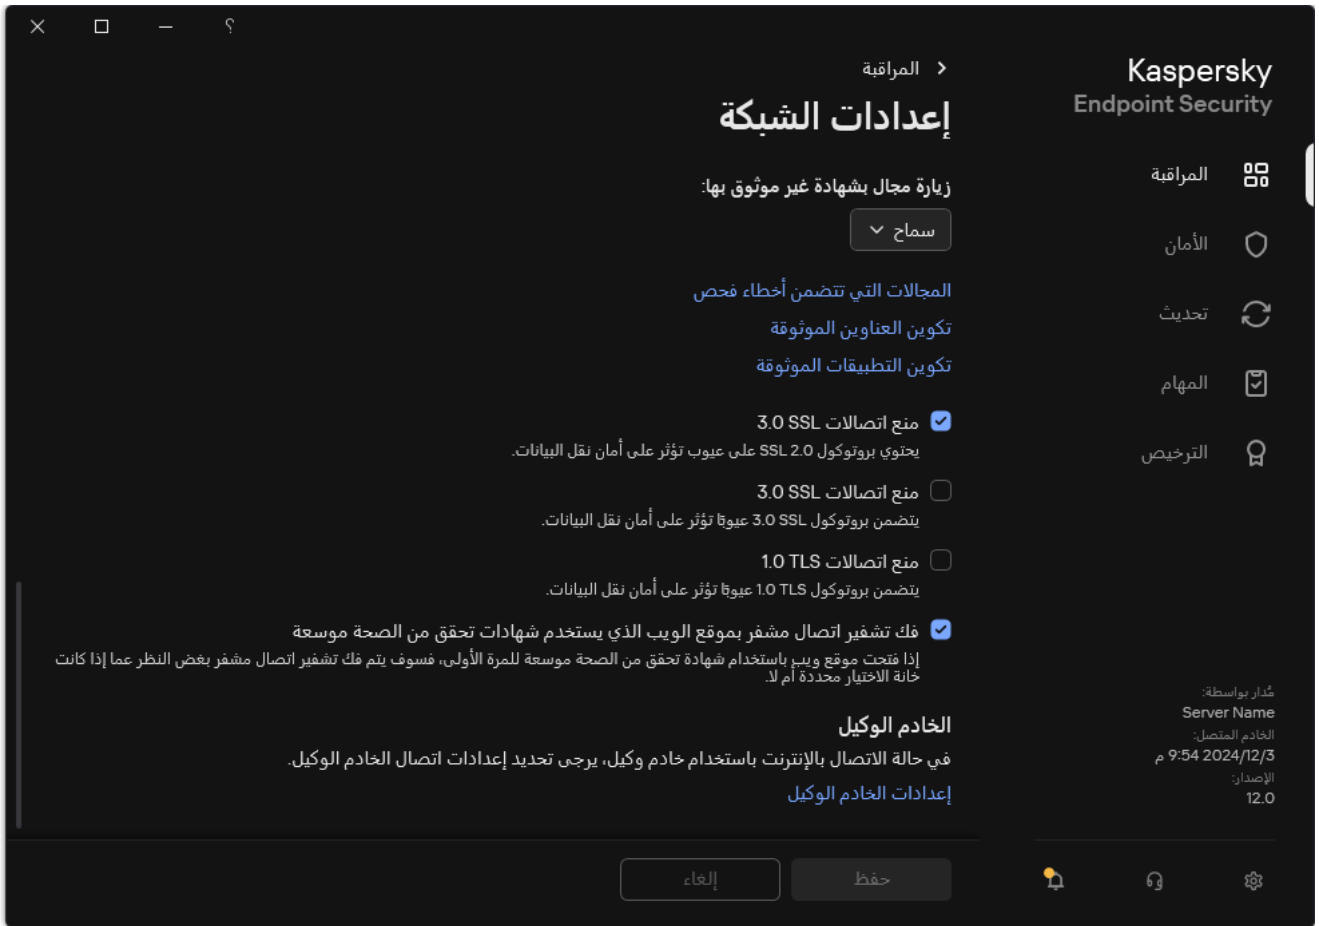 Kaspersky
Endpoint Security
المراقبة
الأمان
تحديث
المهام
الترخيص
مُدار بواسطة:
Server Name
الخادم المتصل:
2024/12/3 9:54 م
الإصدار:
12.0
المراقبة
إعدادات الشبكة
زيارة مجال بشهادة غير موثوق بها:
سماح
المجالات التي تتضمن أخطاء فحص
تكوين العناوين الموثوقة
تكوين التطبيقات الموثوقة
منع اتصالات SSL 3.0
يحتوي بروتوكول SSL 2.0 على عيوب تؤثر على أمان نقل البيانات.
منع اتصالات SSL 3.0
يتضمن بروتوكول SSL 3.0 عيوبًا تؤثر على أمان نقل البيانات.
منع اتصالات TLS 1.0
يتضمن بروتوكول TLS 1.0 عيوبًا تؤثر على أمان نقل البيانات.
فك تشفير اتصال مشفر بموقع الويب الذي يستخدم شهادات تحقق من الصحة موسعة
إذا فتحت موقع ويب باستخدام شهادة تحقق من الصحة موسعة للمرة الأولى، فسوف يتم فك تشفير اتصال مشفر بغض النظر عما إذا كانت
خانة الاختيار محددة أم لا.
الخادم الوكيل
في حالة الاتصال بالإنترنت باستخدام خادم وكيل، يرجى تحديد إعدادات اتصال الخادم الوكيل.
إعدادات الخادم الوكيل
حفظ
إلغاء